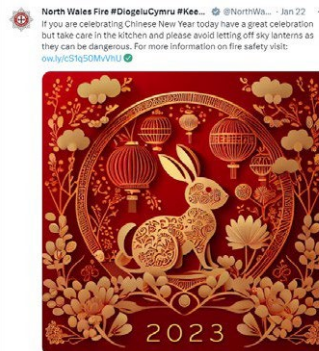 North Wales Fire #DiogeluCymru #Kee... @NorthWa... · Jan 22
If you are celebrating Chinese New Year today have a great celebration
but take care in the kitchen and please avoid letting off sky lanterns as
they can be dangerous. For more information on fire safety visit:
ow.ly/cS1q50MvVhU
2023